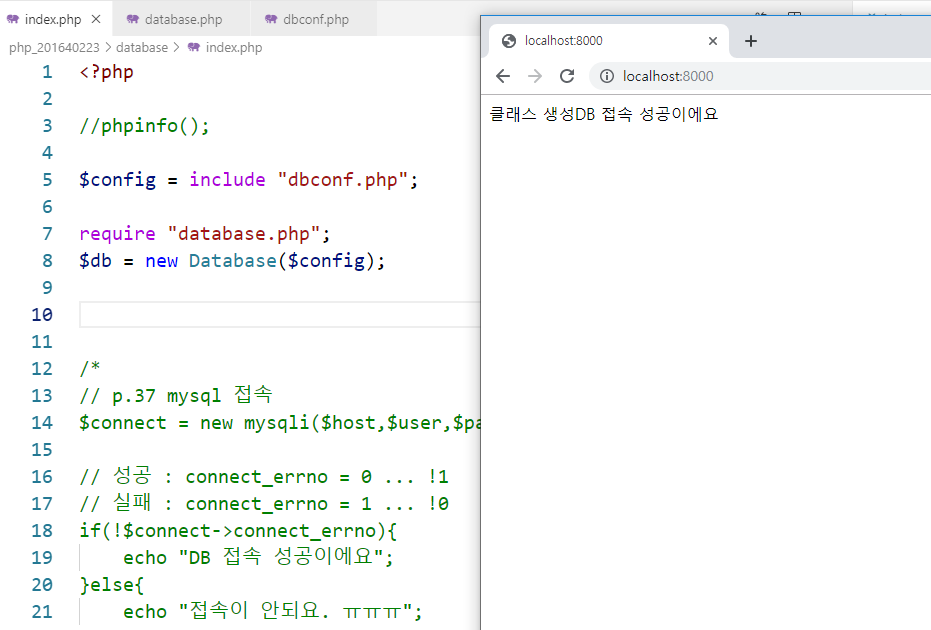 index.php
database.php
dbconf.php
php_201640223 > database > index.php
1 <?php
2
3 //phpinfo();
4
5 $config = include "dbconf.php";
6
7 require "database.php";
8 $db = new Database($config);
9
10
11
12 /*
13 // p.37 mysql 접속
14 $connect = new mysqli($host,$user,$pa
15
16 // 성공 : connect_errno = 0 ... !1
17 // 실패 : connect_errno = 1 ... !0
18 if(!$connect->connect_errno){
19 echo "DB 접속 성공이에요";
20 }else{
21 echo "접속이 안되요. ㅠㅠㅠ";
localhost:8000
localhost:8000
클래스 생성DB 접속 성공이에요